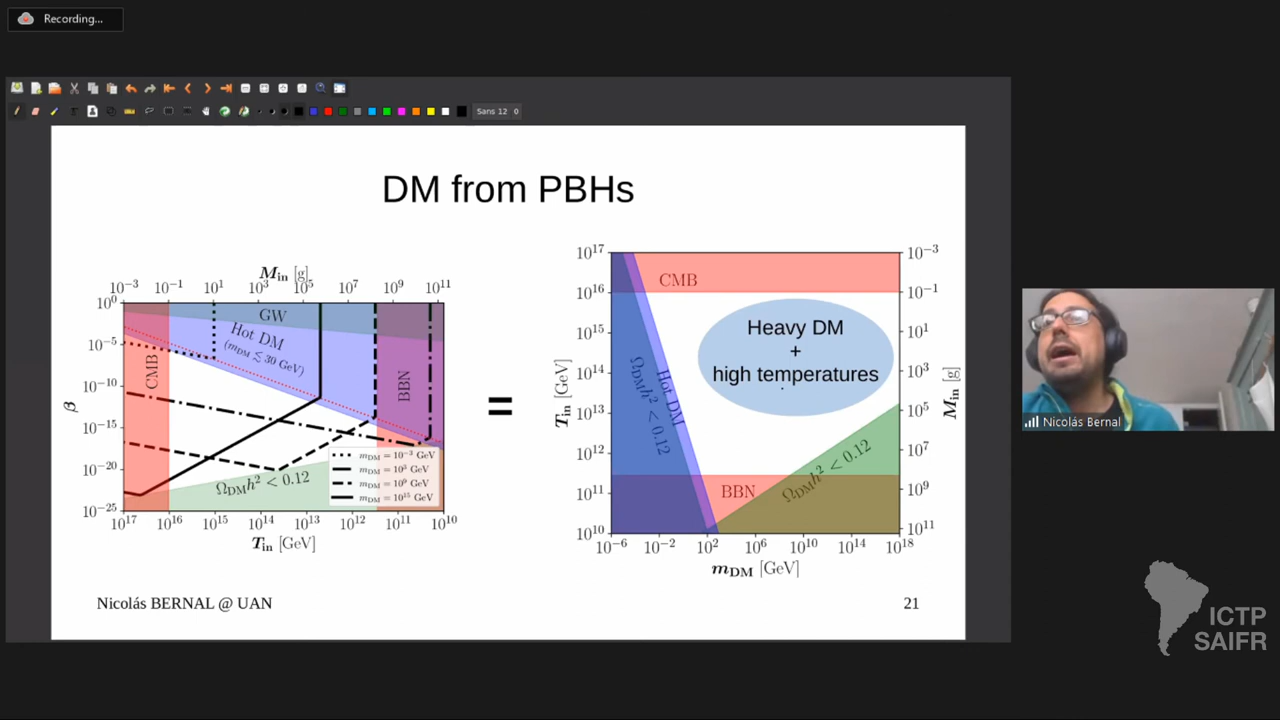 Recording...
Sans 12 0
DM from PBHs
M_in [g]
10^-3 10^-1 10^1 10^3 10^5 10^7 10^9 10^11
10^0
10^-5
10^-10
10^-15
10^-20
10^-25
β
GW
Hot DM
(m_DM ≲ 30 GeV)
CMB
BBN
m_DM = 10^-3 GeV
m_DM = 10^3 GeV
m_DM = 10^9 GeV
m_DM = 10^15 GeV
Ω_DM h^2 < 0.12
10^17 10^16 10^15 10^14 10^13 10^12 10^11 10^10
T_in [GeV]
=
10^17
10^16
10^15
10^14
10^13
10^12
10^11
10^10
T_in [GeV]
CMB
Heavy DM
+
high temperatures
Hot DM
Ω_DM h^2 < 0.12
BBN
Ω_DM h^2 < 0.12
10^-3
10^-1
10^1
10^3
10^5
10^7
10^9
10^11
M_in [g]
10^-6 10^-2 10^2 10^6 10^10 10^14 10^18
m_DM [GeV]
Nicolás BERNAL @ UAN
21
Nicolás Bernal
ICTP
SAIFR